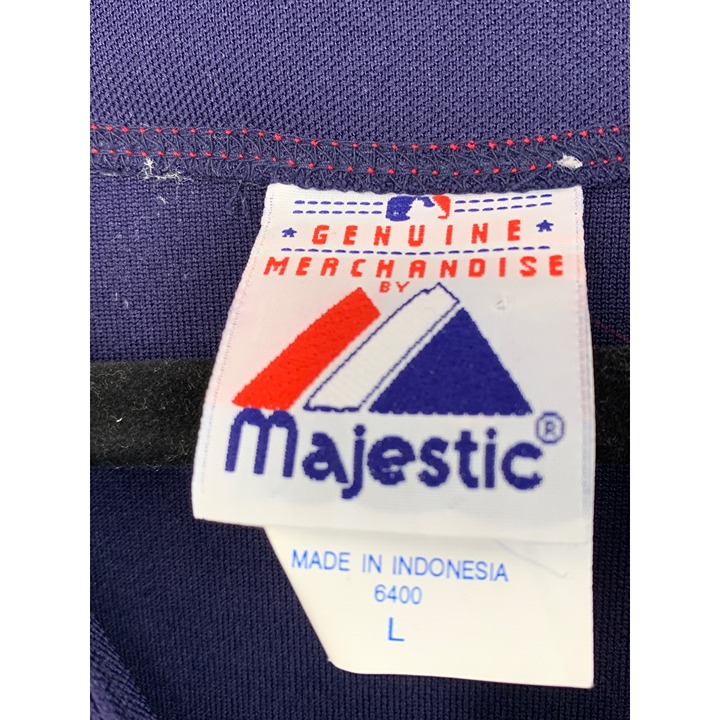 * GENUINE *
MERCHANDISE
BY
Majestic®
MADE IN INDONESIA
6400
L